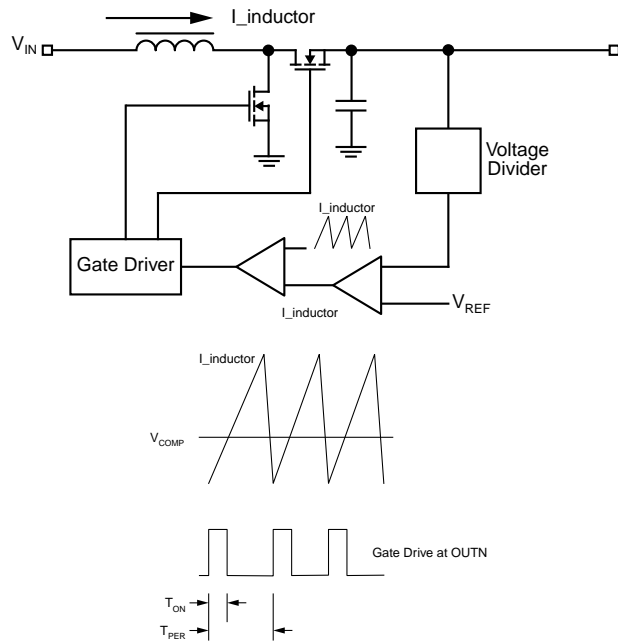 I_inductor
V_IN
Voltage
Divider
I_inductor
Gate Driver
I_inductor
V_REF
I_inductor
V_COMP
Gate Drive at OUTN
T_ON
T_PER